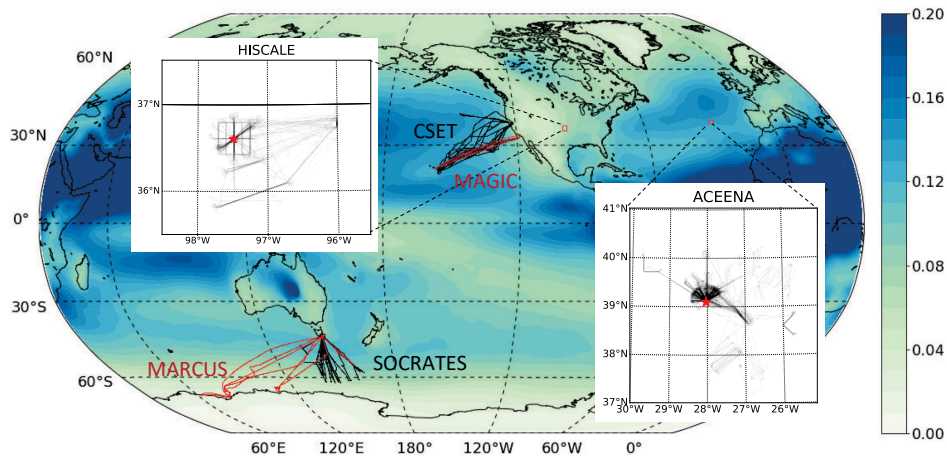 HISCALE
37°N
36°N
98°W 97°W 96°W
CSET
MAGIC
ACEENA
41°N
40°N
39°N
38°N
37°N
30°W 29°W 28°W 27°W 26°W
MARCUS
SOCRATES
60°N
30°N
0°
30°S
60°S
60°E 120°E 180°W 120°W 60°W 0°
0.20
0.16
0.12
0.08
0.04
0.00